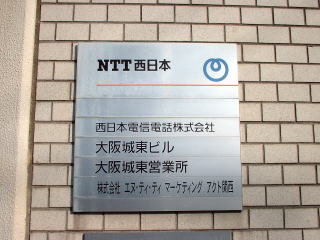 NTT西日本
西日本電信電話株式会社
大阪城東ビル
大阪城東営業所
株式会社 エヌ・ティ・ティ マーケティング アクト関西